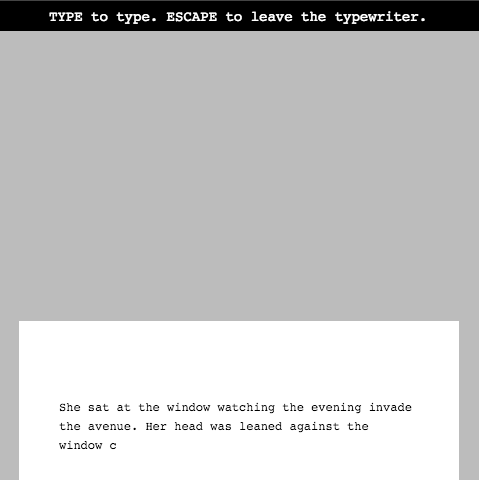 TYPE to type. ESCAPE to leave the typewriter.
She sat at the window watching the evening invade
the avenue. Her head was leaned against the
window c